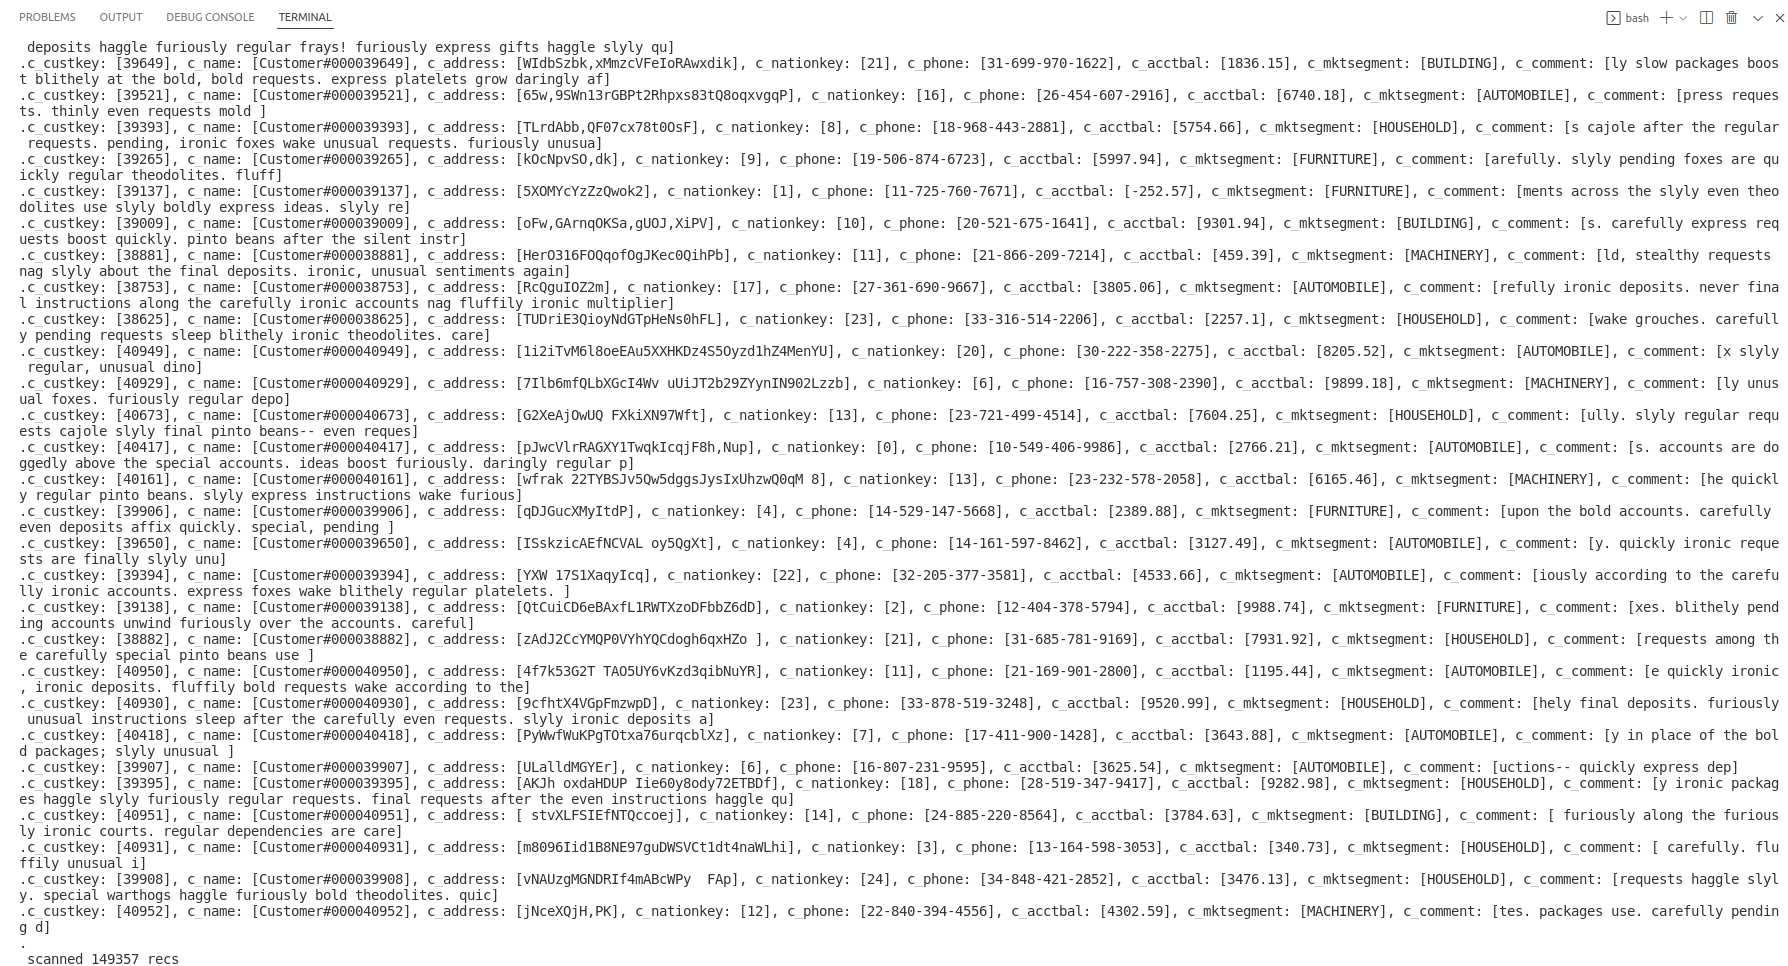 PROBLEMS OUTPUT DEBUG CONSOLE TERMINAL bash
deposits haggle furiously regular frays! furiously express gifts haggle slyly qu]
.c_custkey: [39649], c_name: [Customer#000039649], c_address: [WIdbSzbk,xMmzcVFeIoRAwxdik], c_nationkey: [21], c_phone: [31-699-970-1622], c_acctbal: [1836.15], c_mktsegment: [BUILDING], c_comment: [ly slow packages boos
t blithely at the bold, bold requests. express platelets grow daringly af]
.c_custkey: [39521], c_name: [Customer#000039521], c_address: [65w,9SWn13rGBPt2Rhpxs83tQ8oqxvgqP], c_nationkey: [16], c_phone: [26-454-607-2916], c_acctbal: [6740.18], c_mktsegment: [AUTOMOBILE], c_comment: [press reques
ts. thinly even requests mold ]
.c_custkey: [39393], c_name: [Customer#000039393], c_address: [TLrdAbb,QF07cx78t0OsF], c_nationkey: [8], c_phone: [18-968-443-2881], c_acctbal: [5754.66], c_mktsegment: [HOUSEHOLD], c_comment: [s cajole after the regular
requests. pending, ironic foxes wake unusual requests. furiously unusua]
.c_custkey: [39265], c_name: [Customer#000039265], c_address: [kOcNpvSO,dk], c_nationkey: [9], c_phone: [19-506-874-6723], c_acctbal: [5997.94], c_mktsegment: [FURNITURE], c_comment: [arefully. slyly pending foxes are qu
ickly regular theodolites. fluff]
.c_custkey: [39137], c_name: [Customer#000039137], c_address: [5XOMYcYzZzQwok2], c_nationkey: [1], c_phone: [11-725-760-7671], c_acctbal: [-252.57], c_mktsegment: [FURNITURE], c_comment: [ments across the slyly even theo
dolites use slyly boldly express ideas. slyly re]
.c_custkey: [39009], c_name: [Customer#000039009], c_address: [oFw,GArnqOKSa,gUOJ,XiPV], c_nationkey: [10], c_phone: [20-521-675-1641], c_acctbal: [9301.94], c_mktsegment: [BUILDING], c_comment: [s. carefully express req
uests boost quickly. pinto beans after the silent instr]
.c_custkey: [38881], c_name: [Customer#000038881], c_address: [HerO316FOQqofOgJKec0QihPb], c_nationkey: [11], c_phone: [21-866-209-7214], c_acctbal: [459.39], c_mktsegment: [MACHINERY], c_comment: [ld, stealthy requests
nag slyly about the final deposits. ironic, unusual sentiments again]
.c_custkey: [38753], c_name: [Customer#000038753], c_address: [RcQguIOZ2m], c_nationkey: [17], c_phone: [27-361-690-9667], c_acctbal: [3805.06], c_mktsegment: [AUTOMOBILE], c_comment: [refully ironic deposits. never fina
l instructions along the carefully ironic accounts nag fluffily ironic multiplier]
.c_custkey: [38625], c_name: [Customer#000038625], c_address: [TUDriE3QioyNdGTpHeNs0hFL], c_nationkey: [23], c_phone: [33-316-514-2206], c_acctbal: [2257.1], c_mktsegment: [HOUSEHOLD], c_comment: [wake grouches. carefull
y pending requests sleep blithely ironic theodolites. care]
.c_custkey: [40949], c_name: [Customer#000040949], c_address: [1i2iTvM6l8oeEAu5XXHKDz4S5Oyzd1hZ4MenYU], c_nationkey: [20], c_phone: [30-222-358-2275], c_acctbal: [8205.52], c_mktsegment: [AUTOMOBILE], c_comment: [x slyly
regular, unusual dino]
.c_custkey: [40929], c_name: [Customer#000040929], c_address: [7Ilb6mfQLbXGcI4Wv uUiJT2b29ZYynIN902Lzzb], c_nationkey: [6], c_phone: [16-757-308-2390], c_acctbal: [9899.18], c_mktsegment: [MACHINERY], c_comment: [ly unus
ual foxes. furiously regular depo]
.c_custkey: [40673], c_name: [Customer#000040673], c_address: [G2XeAjOwUQ FXkiXN97Wft], c_nationkey: [13], c_phone: [23-721-499-4514], c_acctbal: [7604.25], c_mktsegment: [HOUSEHOLD], c_comment: [ully. slyly regular requ
ests cajole slyly final pinto beans-- even reques]
.c_custkey: [40417], c_name: [Customer#000040417], c_address: [pJwcVlrRAGXY1TwqkIcqjF8h,Nup], c_nationkey: [0], c_phone: [10-549-406-9986], c_acctbal: [2766.21], c_mktsegment: [AUTOMOBILE], c_comment: [s. accounts are do
ggedly above the special accounts. ideas boost furiously. daringly regular p]
.c_custkey: [40161], c_name: [Customer#000040161], c_address: [wfrak 22TYBSJv5Qw5dggsJysIxUhzwQ0qM 8], c_nationkey: [13], c_phone: [23-232-578-2058], c_acctbal: [6165.46], c_mktsegment: [MACHINERY], c_comment: [he quickl
y regular pinto beans. slyly express instructions wake furious]
.c_custkey: [39906], c_name: [Customer#000039906], c_address: [qDJGucXMyItdP], c_nationkey: [4], c_phone: [14-529-147-5668], c_acctbal: [2389.88], c_mktsegment: [FURNITURE], c_comment: [upon the bold accounts. carefully
even deposits affix quickly. special, pending ]
.c_custkey: [39650], c_name: [Customer#000039650], c_address: [ISskzicAEfNCVAL oy5QgXt], c_nationkey: [4], c_phone: [14-161-597-8462], c_acctbal: [3127.49], c_mktsegment: [AUTOMOBILE], c_comment: [y. quickly ironic reque
sts are finally slyly unu]
.c_custkey: [39394], c_name: [Customer#000039394], c_address: [YXW 17S1XaqyIcq], c_nationkey: [22], c_phone: [32-205-377-3581], c_acctbal: [4533.66], c_mktsegment: [AUTOMOBILE], c_comment: [iously according to the carefu
lly ironic accounts. express foxes wake blithely regular platelets. ]
.c_custkey: [39138], c_name: [Customer#000039138], c_address: [QtCuiCD6eBAxfL1RWTXzoDFbbZ6dD], c_nationkey: [2], c_phone: [12-404-378-5794], c_acctbal: [9988.74], c_mktsegment: [FURNITURE], c_comment: [xes. blithely pend
ing accounts unwind furiously over the accounts. careful]
.c_custkey: [38882], c_name: [Customer#000038882], c_address: [zAdJ2CcYMQP0VYhYQCdogh6qxHZo ], c_nationkey: [21], c_phone: [31-685-781-9169], c_acctbal: [7931.92], c_mktsegment: [HOUSEHOLD], c_comment: [requests among th
e carefully special pinto beans use ]
.c_custkey: [40950], c_name: [Customer#000040950], c_address: [4f7k53G2T TAO5UY6vKzd3qibNuYR], c_nationkey: [11], c_phone: [21-169-901-2800], c_acctbal: [1195.44], c_mktsegment: [AUTOMOBILE], c_comment: [e quickly ironic
, ironic deposits. fluffily bold requests wake according to the]
.c_custkey: [40930], c_name: [Customer#000040930], c_address: [9cfhtX4VGpFmzwpD], c_nationkey: [23], c_phone: [33-878-519-3248], c_acctbal: [9520.99], c_mktsegment: [HOUSEHOLD], c_comment: [hely final deposits. furiously
unusual instructions sleep after the carefully even requests. slyly ironic deposits a]
.c_custkey: [40418], c_name: [Customer#000040418], c_address: [PyWwfWuKPgTOtxa76urqcblXz], c_nationkey: [7], c_phone: [17-411-900-1428], c_acctbal: [3643.88], c_mktsegment: [AUTOMOBILE], c_comment: [y in place of the bol
d packages; slyly unusual ]
.c_custkey: [39907], c_name: [Customer#000039907], c_address: [ULalldMGYEr], c_nationkey: [6], c_phone: [16-807-231-9595], c_acctbal: [3625.54], c_mktsegment: [AUTOMOBILE], c_comment: [uctions-- quickly express dep]
.c_custkey: [39395], c_name: [Customer#000039395], c_address: [AKJh oxdaHDUP Iie60y8ody72ETBDf], c_nationkey: [18], c_phone: [28-519-347-9417], c_acctbal: [9282.98], c_mktsegment: [HOUSEHOLD], c_comment: [y ironic packag
es haggle slyly furiously regular requests. final requests after the even instructions haggle qu]
.c_custkey: [40951], c_name: [Customer#000040951], c_address: [ stvXLFSIEfNTQccoej], c_nationkey: [14], c_phone: [24-885-220-8564], c_acctbal: [3784.63], c_mktsegment: [BUILDING], c_comment: [ furiously along the furious
ly ironic courts. regular dependencies are care]
.c_custkey: [40931], c_name: [Customer#000040931], c_address: [m8096Iid1B8NE97guDWSVCt1dt4naWLhi], c_nationkey: [3], c_phone: [13-164-598-3053], c_acctbal: [340.73], c_mktsegment: [HOUSEHOLD], c_comment: [ carefully. flu
ffily unusual i]
.c_custkey: [39908], c_name: [Customer#000039908], c_address: [vNAUzgMGNDRIf4mABcWPy  FAp], c_nationkey: [24], c_phone: [34-848-421-2852], c_acctbal: [3476.13], c_mktsegment: [HOUSEHOLD], c_comment: [requests haggle slyl
y. special warthogs haggle furiously bold theodolites. quic]
.c_custkey: [40952], c_name: [Customer#000040952], c_address: [jNceXQjH,PK], c_nationkey: [12], c_phone: [22-840-394-4556], c_acctbal: [4302.59], c_mktsegment: [MACHINERY], c_comment: [tes. packages use. carefully pendin
g d]
.
scanned 149357 recs